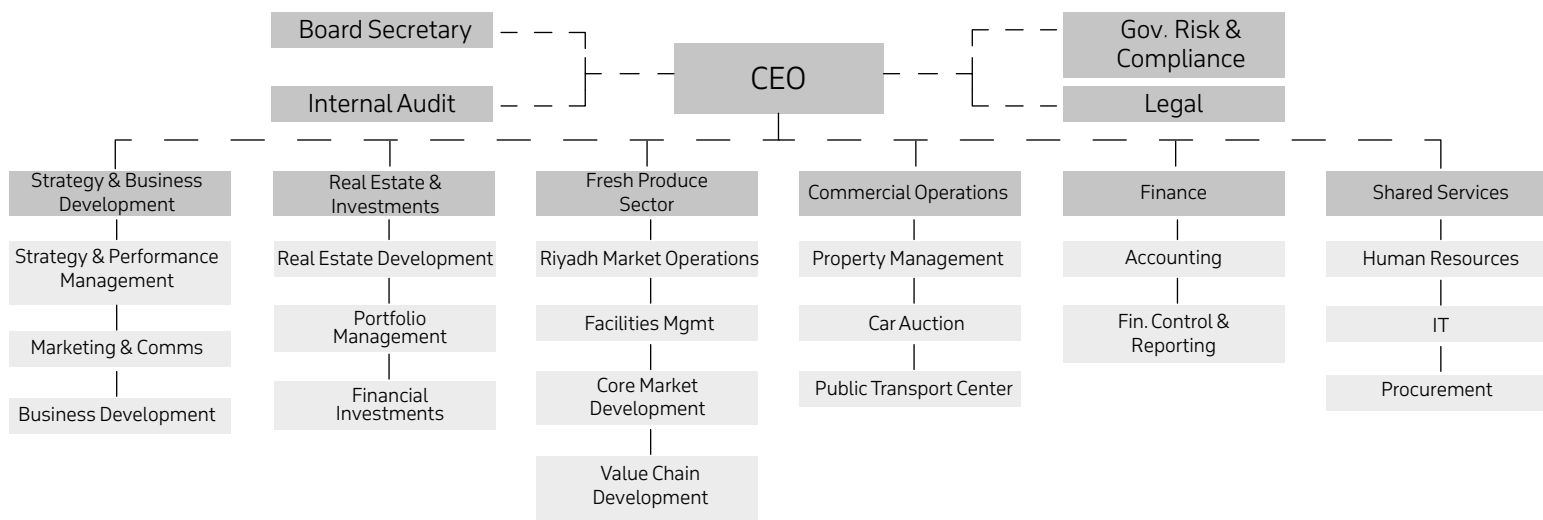 Board Secretary
Internal Audit
CEO
Gov. Risk &
Compliance
Legal
Strategy & Business
Development
Strategy & Performance
Management
Marketing & Comms
Business Development
Real Estate &
Investments
Real Estate Development
Portfolio
Management
Financial
Investments
Fresh Produce
Sector
Riyadh Market Operations
Facilities Mgmt
Core Market
Development
Value Chain
Development
Commercial Operations
Property Management
Car Auction
Public Transport Center
Finance
Accounting
Fin. Control &
Reporting
Shared Services
Human Resources
IT
Procurement